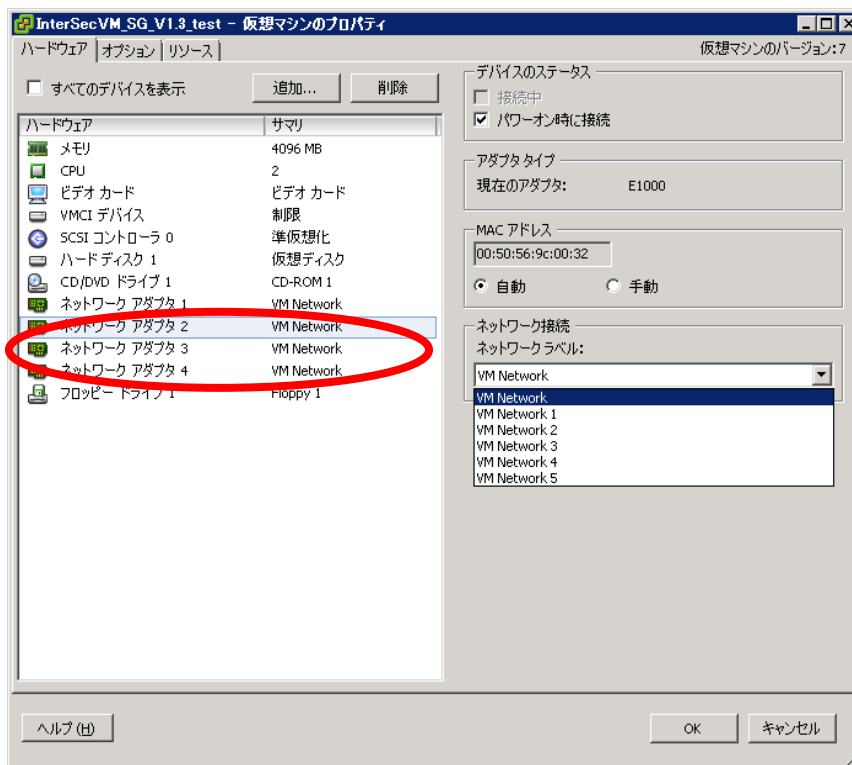 InterSecVM_SG_V1.3_test - 仮想マシンのプロパティ
ハードウェア オプション リソース 仮想マシンのバージョン:7
すべてのデバイスを表示 追加... 削除
ハードウェア サマリ
メモリ 4096 MB
CPU 2
ビデオ カード ビデオ カード
VMCI デバイス 制限
SCSI コントローラ 0 準仮想化
ハード ディスク 1 仮想ディスク
CD/DVD ドライブ 1 CD-ROM 1
ネットワーク アダプタ 1 VM Network
ネットワーク アダプタ 2 VM Network
ネットワーク アダプタ 3 VM Network
ネットワーク アダプタ 4 VM Network
フロッピー ドライブ 1 Floppy 1
デバイスのステータス
接続中
パワーオン時に接続
アダプタ タイプ
現在のアダプタ: E1000
MAC アドレス
00:50:56:9c:00:32
自動 手動
ネットワーク接続
ネットワーク ラベル:
VM Network
VM Network
VM Network 1
VM Network 2
VM Network 3
VM Network 4
VM Network 5
ヘルプ(H) OK キャンセル